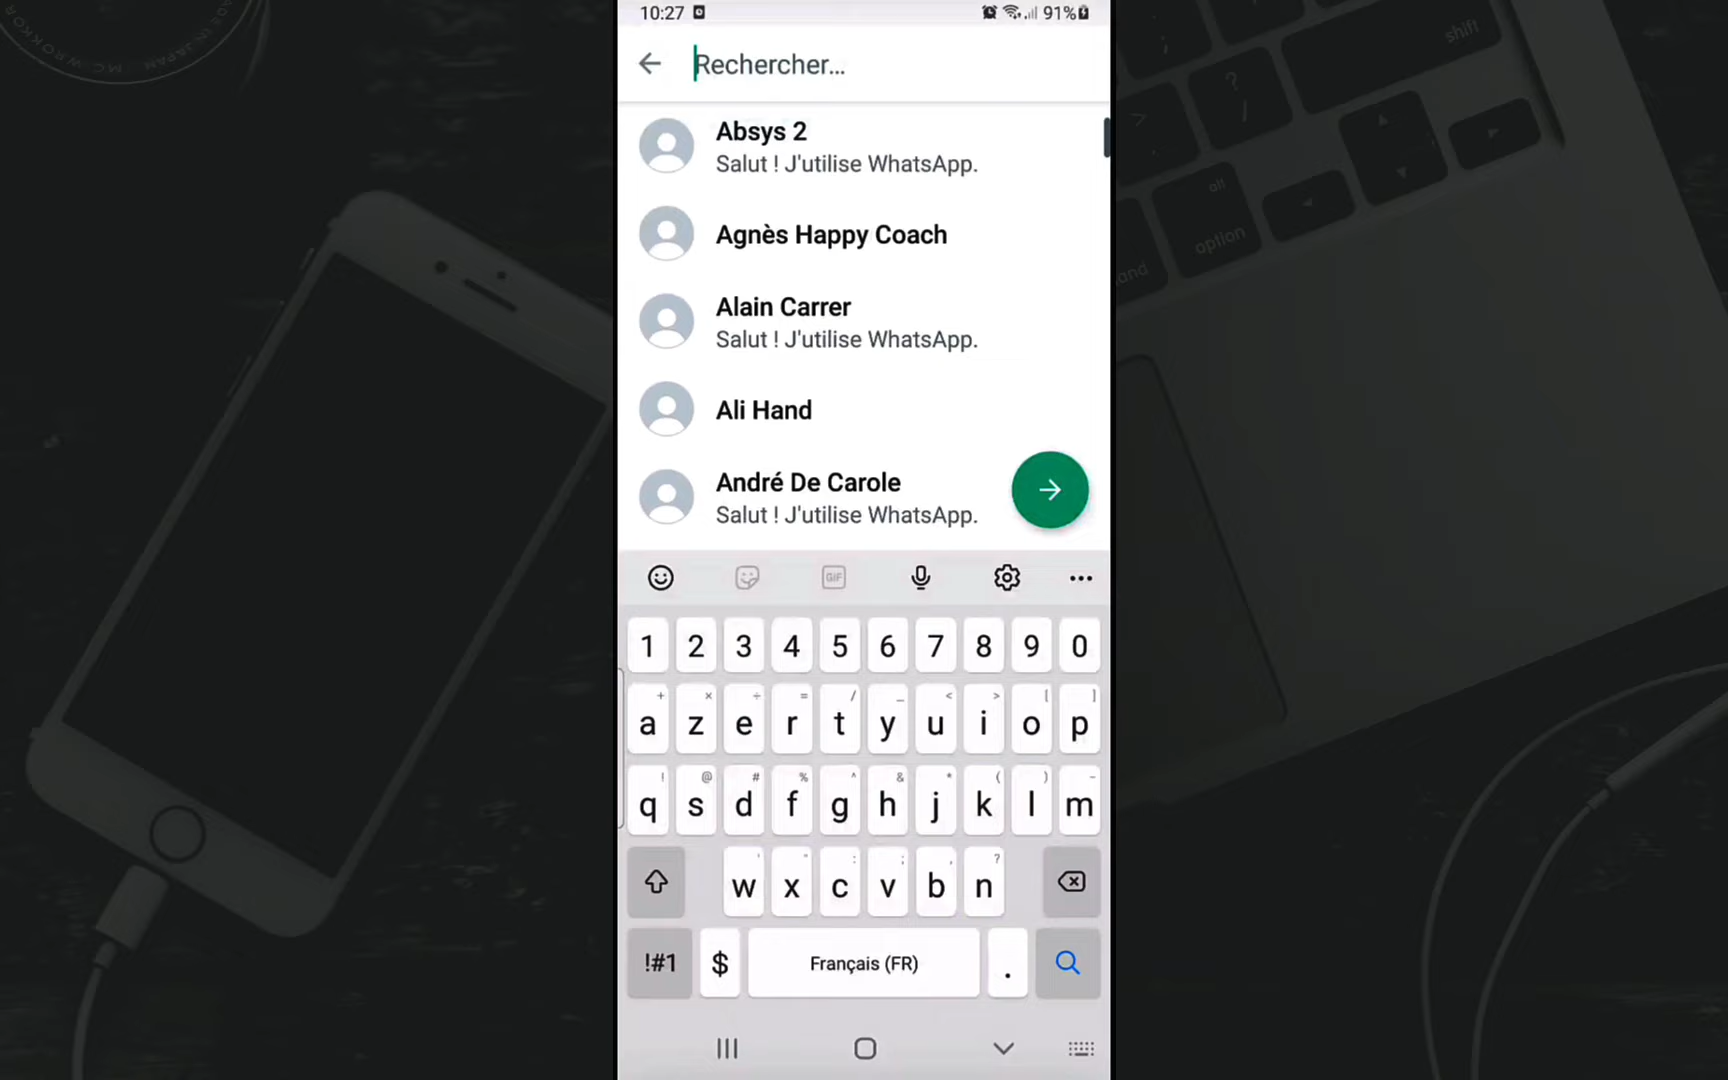 10:27 91%
Rechercher...
Absys 2
Salut ! J'utilise WhatsApp.
Agnès Happy Coach
Alain Carrer
Salut ! J'utilise WhatsApp.
Ali Hand
André De Carole
Salut ! J'utilise WhatsApp.
GIF
1 2 3 4 5 6 7 8 9 0
+ × ÷ = / _ < > [ ]
a z e r t y u i o p
! @ # % ^ & * ( ) -
q s d f g h j k l m
' " : ; , ?
w x c v b n
!#1 $ Français (FR) .
shift
alt
option